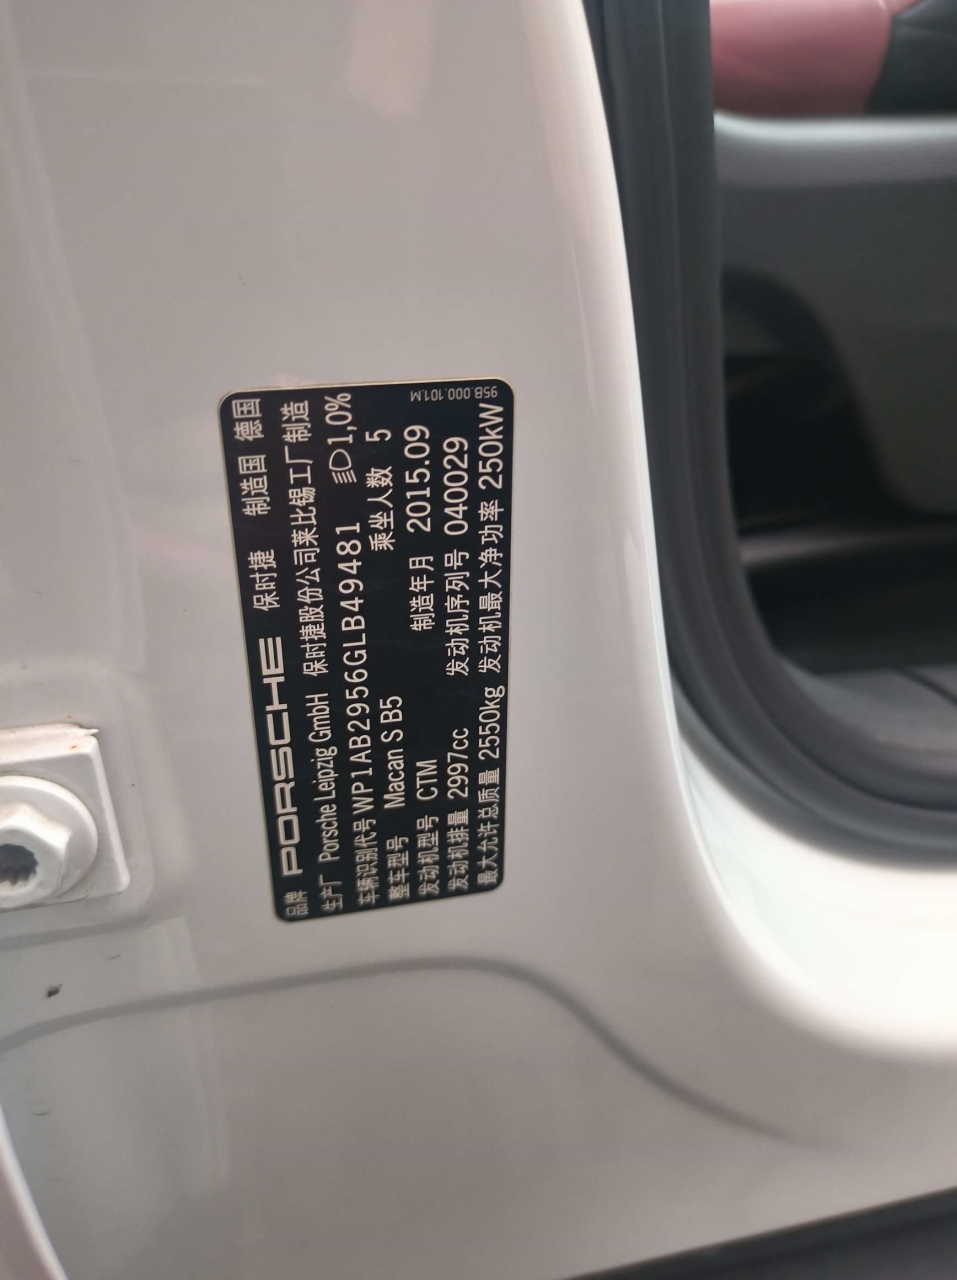 品牌 PORSCHE 保时捷 制造国 德国
生产厂 Porsche Leipzig GmbH 保时捷股份公司莱比锡工厂制造
车辆识别代号 WP1AB2956GLB49481 1,0%
整车型号 Macan S B5 乘坐人数 5
发动机型号 CTM 制造年月 2015.09
发动机排量 2997cc 发动机序列号 040029
最大允许总质量 2550kg 发动机最大净功率 250kW
95B.000.101.M